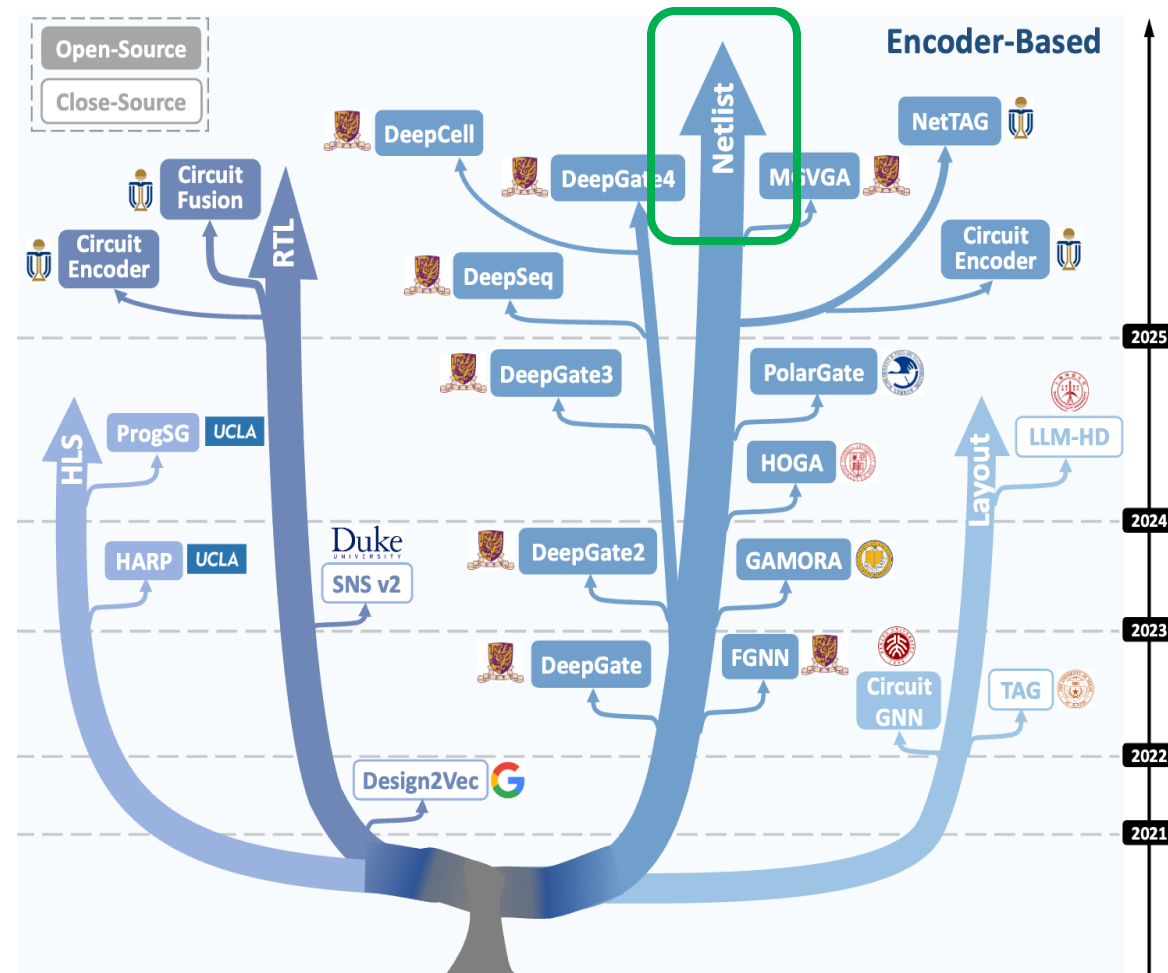 Open-Source
Close-Source
Encoder-Based
DeepCell
Netlist
NetTAG
DeepGate4
MGVGA
Circuit
Fusion
RTL
Circuit
Encoder
Circuit
Encoder
DeepSeq
2025
DeepGate3
PolarGate
HLS
ProgSG
UCLA
HOGA
Layout
LLM-HD
2024
Duke
UNIVERSITY
HARP
UCLA
SNS v2
DeepGate2
GAMORA
2023
DeepGate
FGNN
Circuit
GNN
TAG
2022
Design2Vec
2021